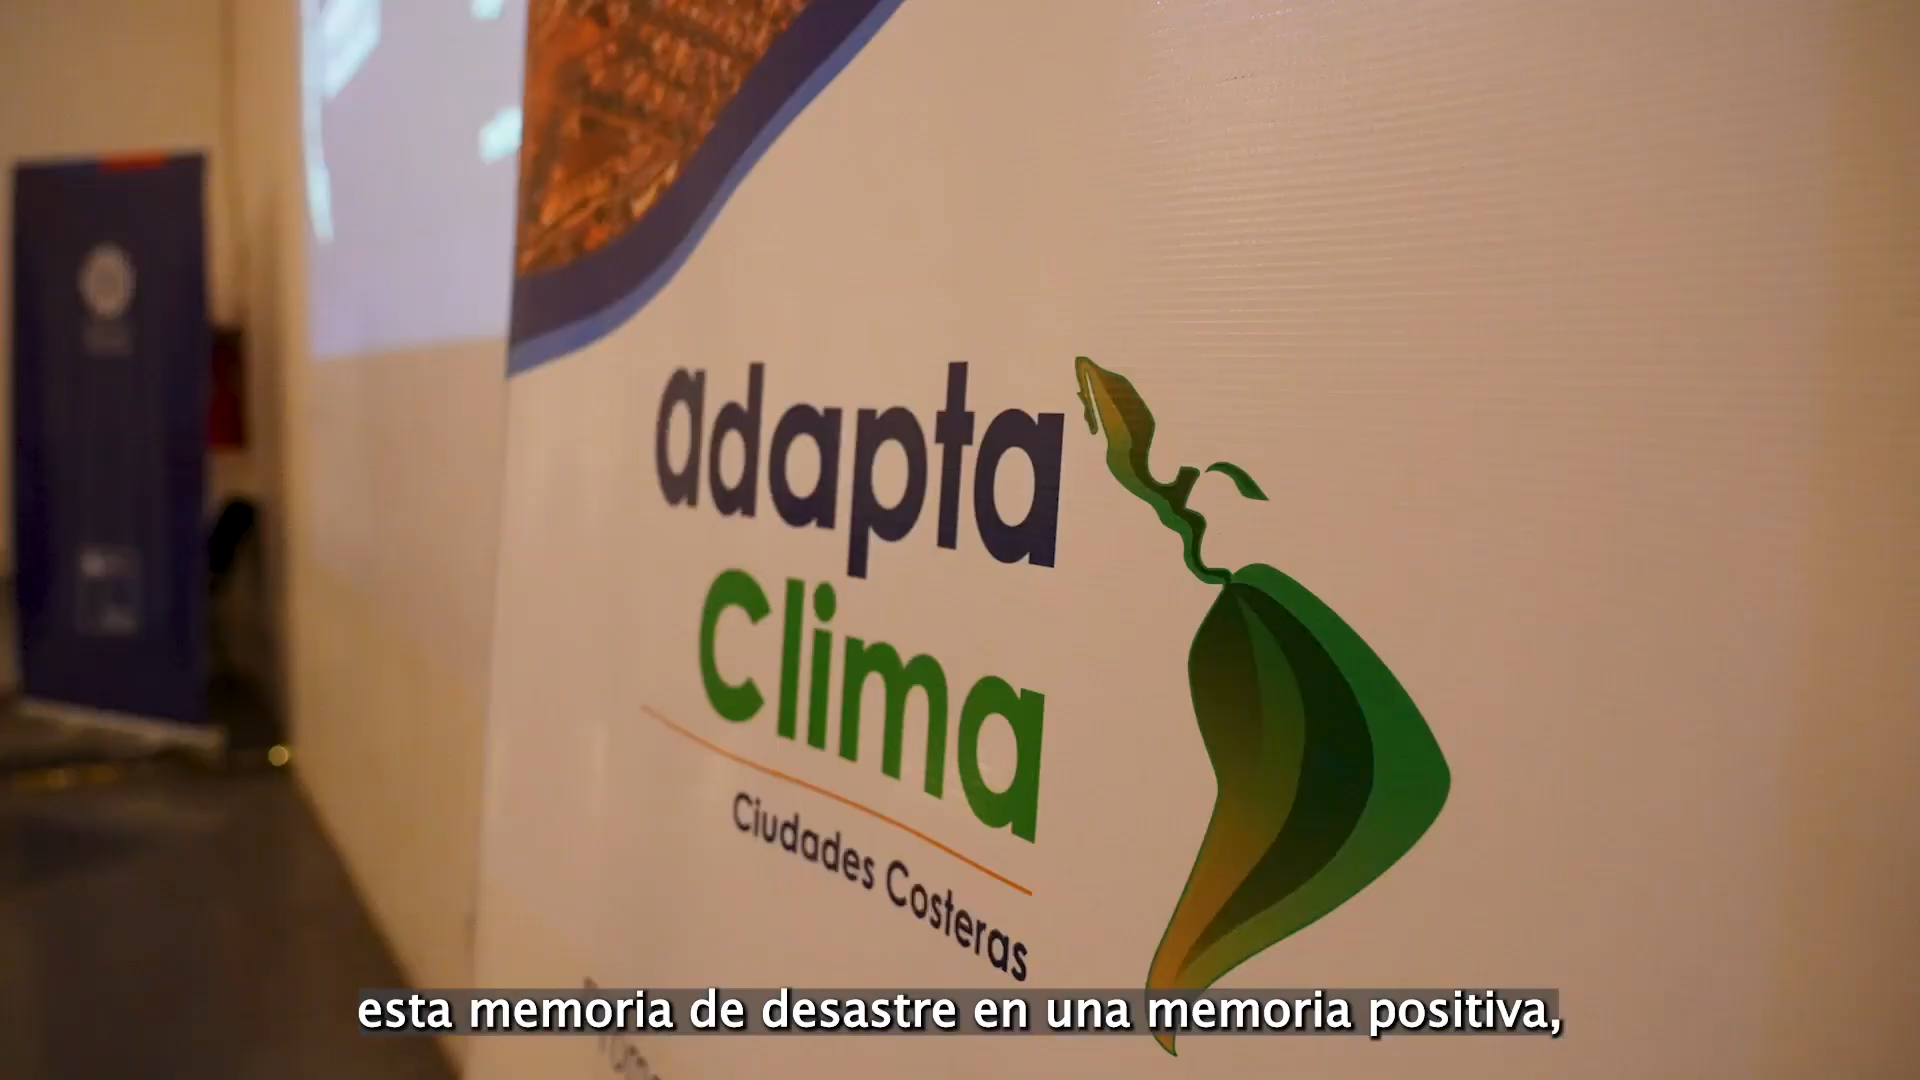 adapta
clima
Ciudades Costeras
esta memoria de desastre en una memoria positiva,